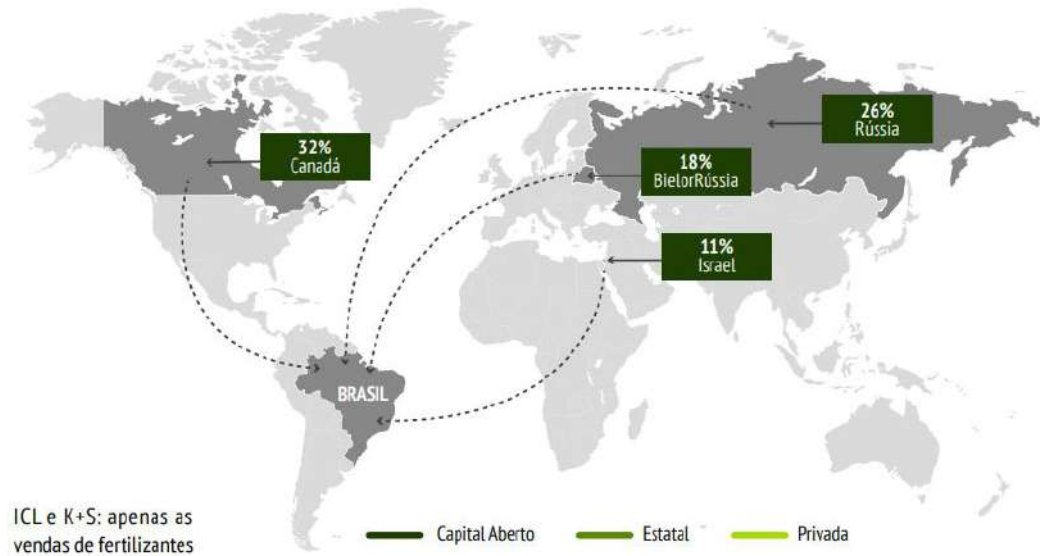 26%
Rússia
32%
Canadá
18%
BielorRússia
11%
Israel
BRASIL
ICL e K+S: apenas as
vendas de fertilizantes
Capital Aberto
Estatal
Privada